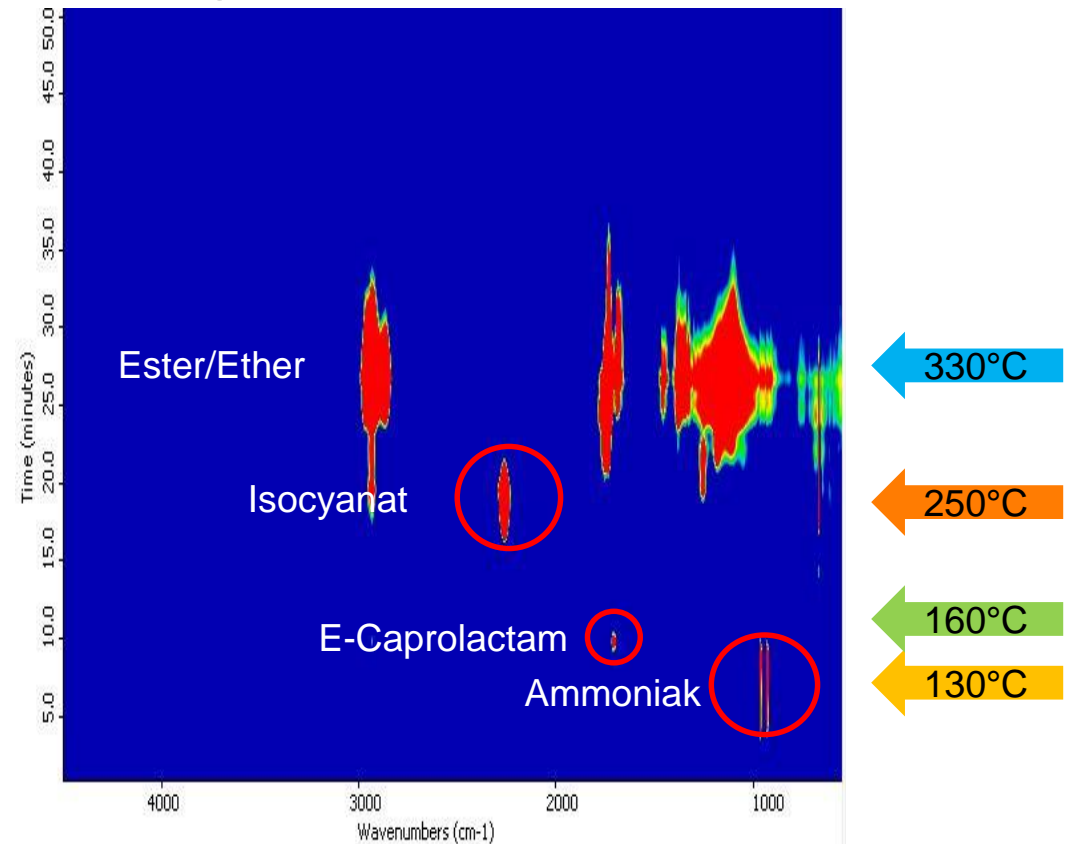 50.0
45.0
40.0
35.0
30.0
25.0
20.0
15.0
10.0
5.0
Time (minutes)
Ester/Ether
330°C
Isocyanat
250°C
E-Caprolactam
160°C
Ammoniak
130°C
4000
3000
2000
1000
Wavenumbers (cm-1)